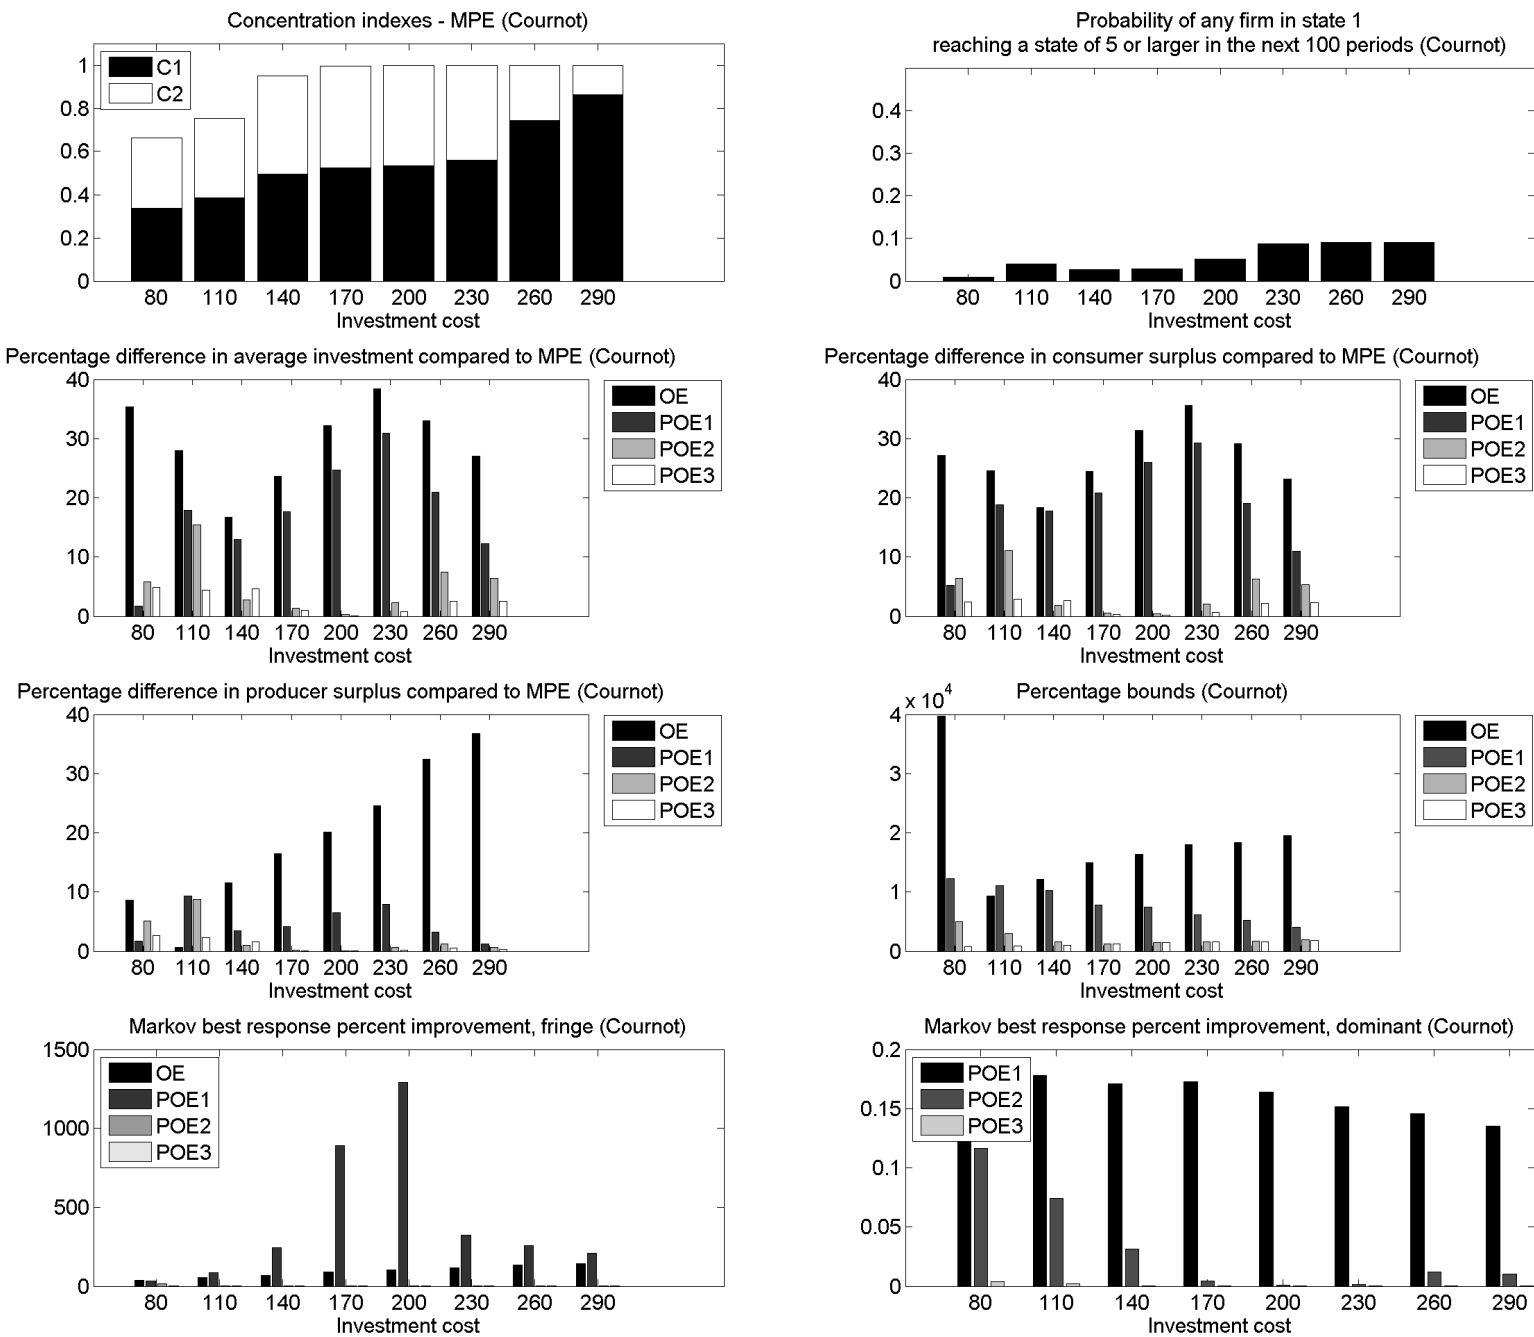 Concentration indexes - MPE (Cournot)
1
0.8
0.6
0.4
0.2
0
C1
C2
80 110 140 170 200 230 260 290
Investment cost
Probability of any firm in state 1
reaching a state of 5 or larger in the next 100 periods (Cournot)
0.4
0.3
0.2
0.1
0
80 110 140 170 200 230 260 290
Investment cost
Percentage difference in average investment compared to MPE (Cournot)
40
30
20
10
0
OE
POE1
POE2
POE3
80 110 140 170 200 230 260 290
Investment cost
Percentage difference in consumer surplus compared to MPE (Cournot)
40
30
20
10
0
OE
POE1
POE2
POE3
80 110 140 170 200 230 260 290
Investment cost
Percentage difference in producer surplus compared to MPE (Cournot)
40
30
20
10
0
OE
POE1
POE2
POE3
80 110 140 170 200 230 260 290
Investment cost
Percentage bounds (Cournot)
x 10^4
4
3
2
1
0
OE
POE1
POE2
POE3
80 110 140 170 200 230 260 290
Investment cost
Markov best response percent improvement, fringe (Cournot)
1500
1000
500
0
OE
POE1
POE2
POE3
80 110 140 170 200 230 260 290
Investment cost
Markov best response percent improvement, dominant (Cournot)
0.2
0.15
0.1
0.05
0
POE1
POE2
POE3
80 110 140 170 200 230 260 290
Investment cost